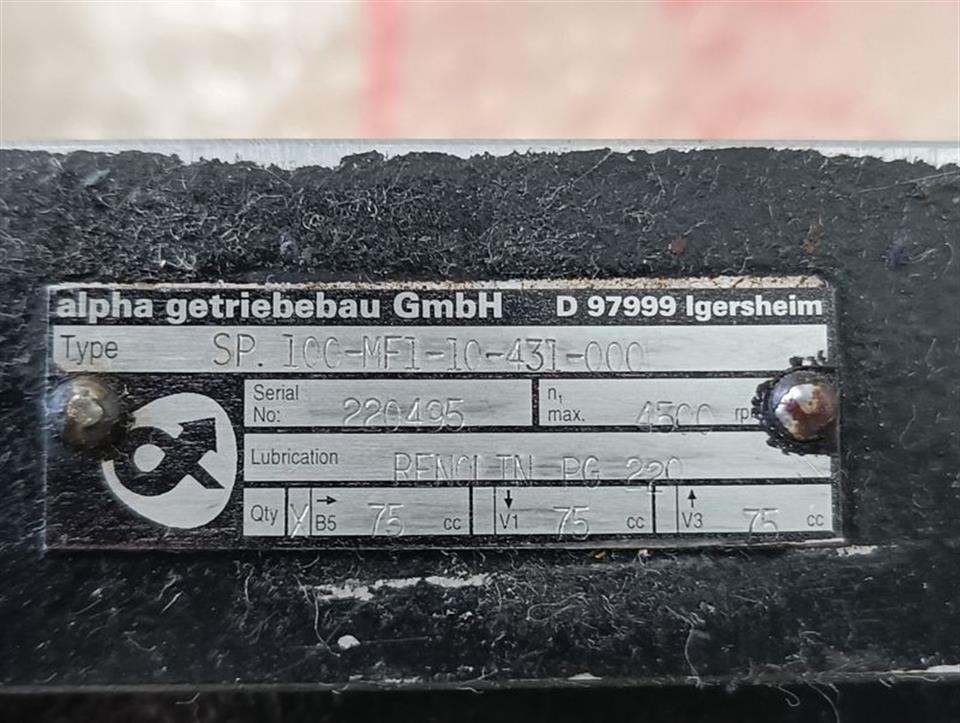 alpha getriebebau GmbH D 97999 Igersheim
Type SP. 100-MF1-10-431-000
Serial No: 220495 n1 max. 4500 rpm
Lubrication RENOLIN PG 220
Qty X → B5 75 cc ↓ V1 75 cc ↑ V3 75 cc